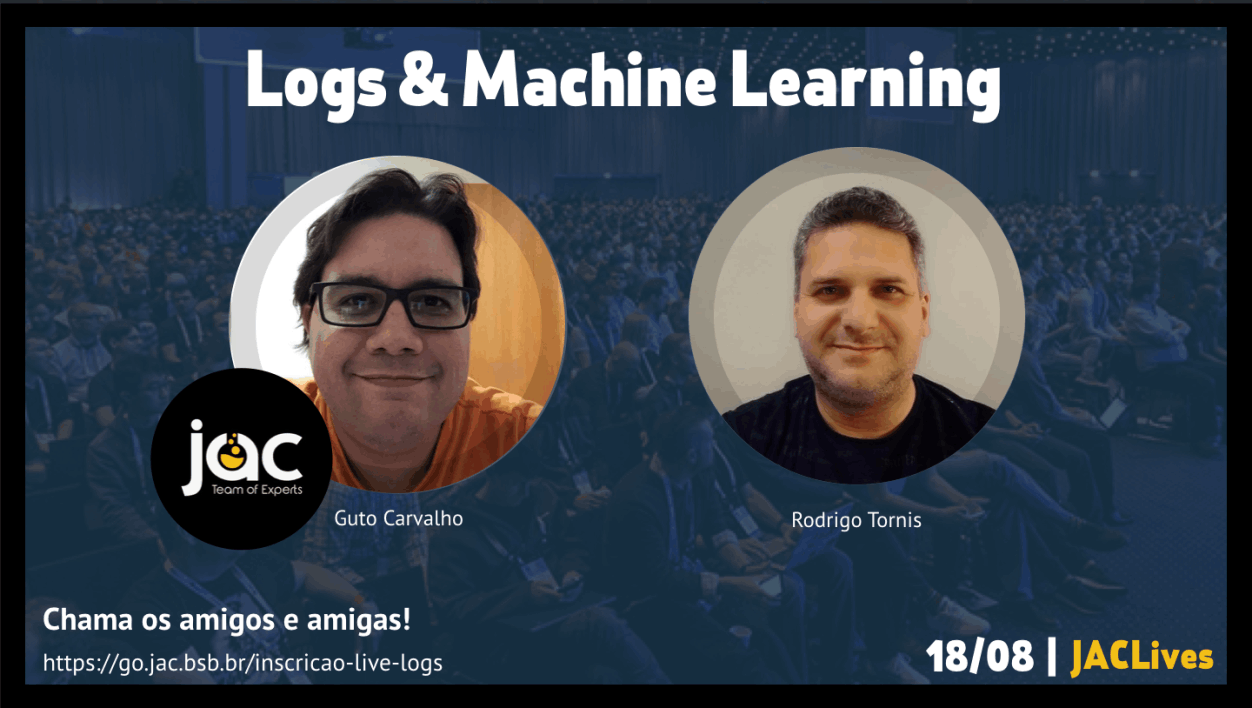 Logs & Machine Learning
jac
Team of Experts
Guto Carvalho
Rodrigo Tornis
Chama os amigos e amigas!
https://go.jac.bsb.br/inscricao-live-logs
18/08 | JACLives